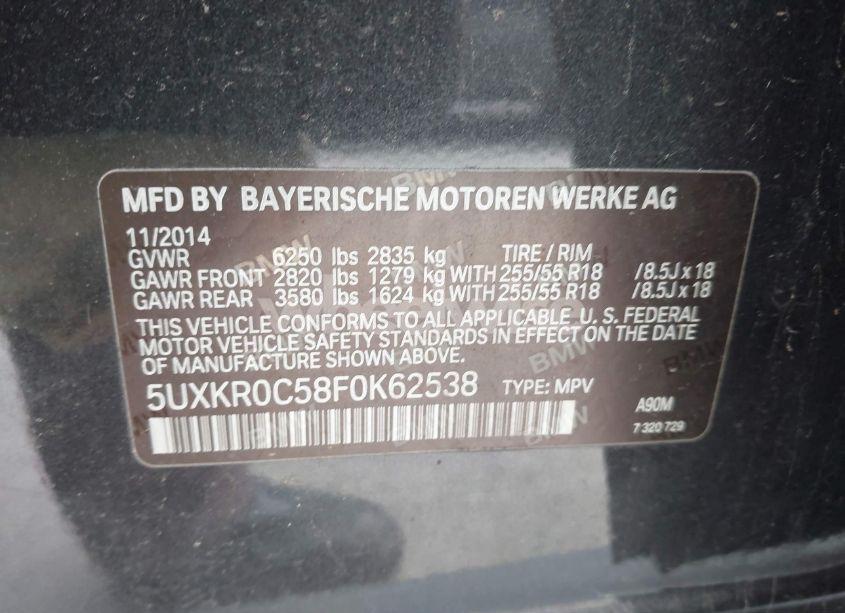 MFD BY BAYERISCHE MOTOREN WERKE AG
11/2014
GVWR 6250 lbs 2835 kg TIRE / RIM
GAWR FRONT 2820 lbs 1279 kg WITH 255/55 R18 /8.5J x 18
GAWR REAR 3580 lbs 1624 kg WITH 255/55 R18 /8.5J x 18
THIS VEHICLE CONFORMS TO ALL APPLICABLE U. S. FEDERAL
MOTOR VEHICLE SAFETY STANDARDS IN EFFECT ON THE DATE
OF MANUFACTURE SHOWN ABOVE.
5UXKR0C58F0K62538 TYPE: MPV
A90M
7 320 729